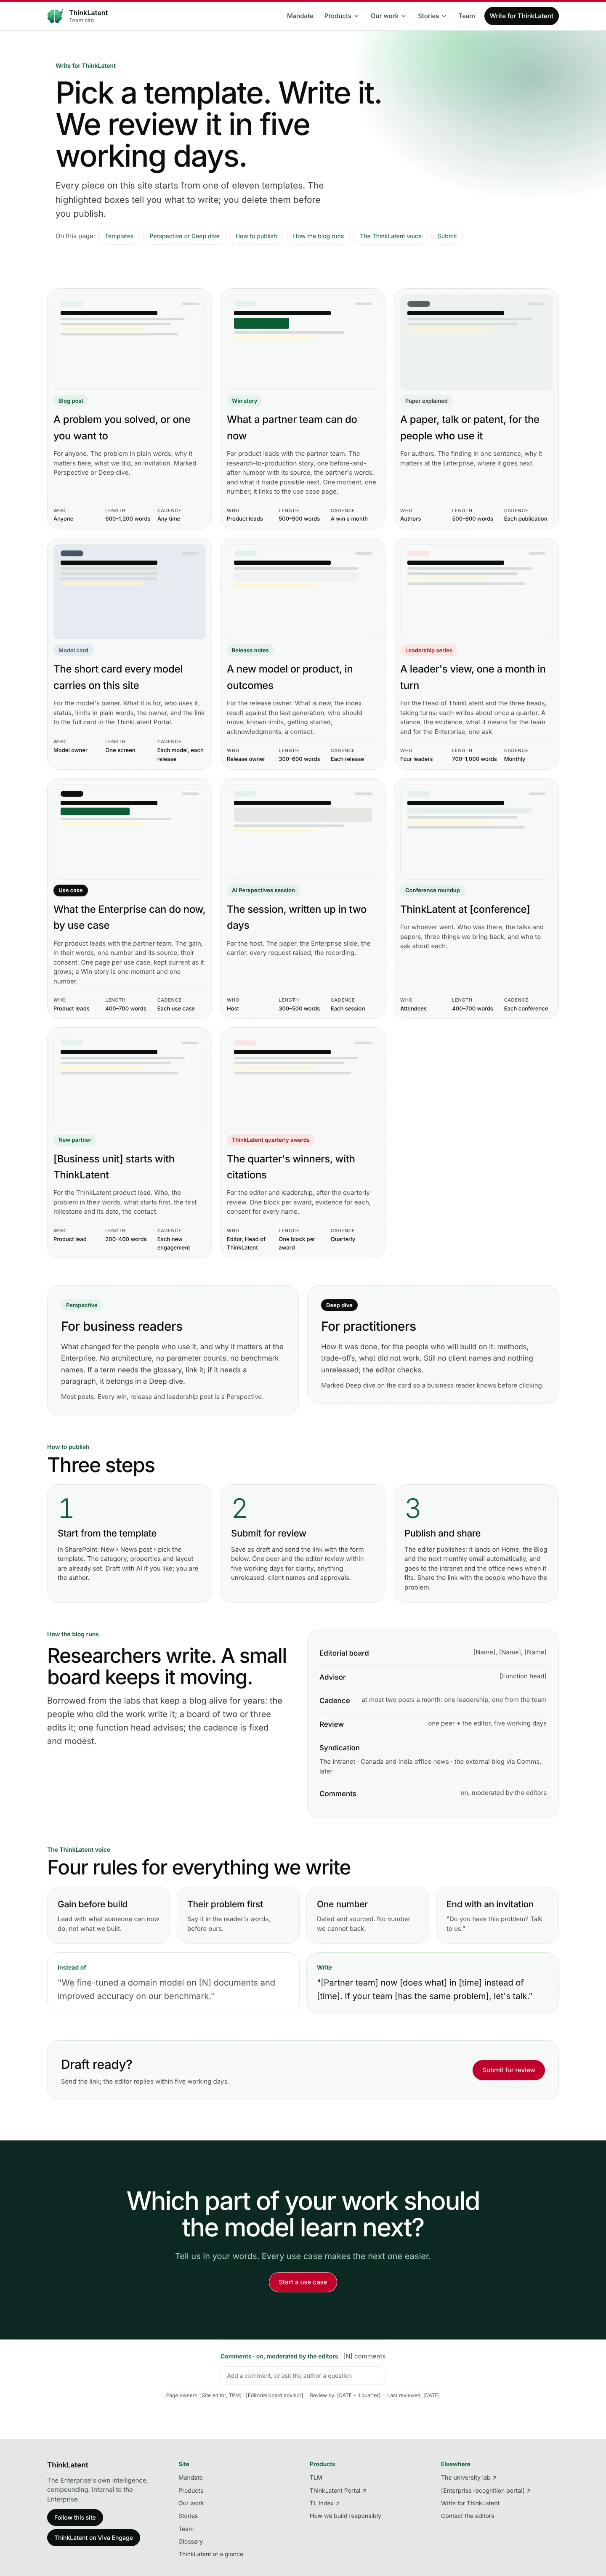 ThinkLatent
Team site
Mandate
Products
Our work
Stories
Team
Write for ThinkLatent
Write for ThinkLatent
Pick a template. Write it.
We review it in five
working days.
Every piece on this site starts from one of eleven templates. The
highlighted boxes tell you what to write; you delete them before
you publish.
On this page:
Templates
Perspective or Deep dive
How to publish
How the blog runs
The ThinkLatent voice
Submit
Blog post
A problem you solved, or one
you want to
For anyone. The problem in plain words, why it
matters here, what we did, an invitation. Marked
Perspective or Deep dive.
WHO
Anyone
LENGTH
600–1,200 words
CADENCE
Any time
Win story
What a partner team can do
now
For product leads with the partner team. The
research-to-production story, one before-and-
after number with its source, the partner's words,
and what it made possible next. One moment, one
number; it links to the use case page.
WHO
Product leads
LENGTH
500–900 words
CADENCE
A win a month
Paper explained
A paper, talk or patent, for the
people who use it
For authors. The finding in one sentence, why it
matters at the Enterprise, where it goes next.
WHO
Authors
LENGTH
500–800 words
CADENCE
Each publication
Model card
The short card every model
carries on this site
For the model's owner. What it is for, who uses it,
status, limits in plain words, the owner, and the link
to the full card in the ThinkLatent Portal.
WHO
Model owner
LENGTH
One screen
CADENCE
Each model, each
release
Release notes
A new model or product, in
outcomes
For the release owner. What is new, the index
result against the last generation, who should
move, known limits, getting started,
acknowledgments, a contact.
WHO
Release owner
LENGTH
300–600 words
CADENCE
Each release
Leadership series
A leader's view, one a month in
turn
For the Head of ThinkLatent and the three heads,
taking turns: each writes about once a quarter. A
stance, the evidence, what it means for the team
and for the Enterprise, one ask.
WHO
Four leaders
LENGTH
700–1,000 words
CADENCE
Monthly
Use case
What the Enterprise can do now,
by use case
For product leads with the partner team. The gain,
in their words, one number and its source, their
consent. One page per use case, kept current as it
grows; a Win story is one moment and one
number.
WHO
Product leads
LENGTH
400–700 words
CADENCE
Each use case
AI Perspectives session
The session, written up in two
days
For the host. The paper, the Enterprise slide, the
carrier, every request raised, the recording.
WHO
Host
LENGTH
300–500 words
CADENCE
Each session
Conference roundup
ThinkLatent at [conference]
For whoever went. Who was there, the talks and
papers, three things we bring back, and who to
ask about each.
WHO
Attendees
LENGTH
400–700 words
CADENCE
Each conference
New partner
[Business unit] starts with
ThinkLatent
For the ThinkLatent product lead. Who, the
problem in their words, what starts first, the first
milestone and its date, the contact.
WHO
Product lead
LENGTH
200–400 words
CADENCE
Each new
engagement
ThinkLatent quarterly awards
The quarter's winners, with
citations
For the editor and leadership, after the quarterly
review. One block per award, evidence for each,
consent for every name.
WHO
Editor, Head of
ThinkLatent
LENGTH
One block per
award
CADENCE
Quarterly
Perspective
For business readers
What changed for the people who use it, and why it matters at the
Enterprise. No architecture, no parameter counts, no benchmark
names. If a term needs the glossary, link it; if it needs a
paragraph, it belongs in a Deep dive.
Most posts. Every win, release and leadership post is a Perspective.
Deep dive
For practitioners
How it was done, for the people who will build on it: methods,
trade-offs, what did not work. Still no client names and nothing
unreleased; the editor checks.
Marked Deep dive on the card so a business reader knows before clicking.
How to publish
Three steps
1
Start from the template
In SharePoint: New › News post › pick the
template. The category, properties and layout
are already set. Draft with AI if you like; you are
the author.
2
Submit for review
Save as draft and send the link with the form
below. One peer and the editor review within
five working days for clarity, anything
unreleased, client names and approvals.
3
Publish and share
The editor publishes; it lands on Home, the Blog
and the next monthly email automatically, and
goes to the intranet and the office news when it
fits. Share the link with the people who have the
problem.
How the blog runs
Researchers write. A small
board keeps it moving.
Borrowed from the labs that keep a blog alive for years: the
people who did the work write it; a board of two or three
edits it; one function head advises; the cadence is fixed
and modest.
Editorial board
[Name], [Name], [Name]
Advisor
[Function head]
Cadence
at most two posts a month: one leadership, one from the team
Review
one peer + the editor, five working days
Syndication
The intranet · Canada and India office news · the external blog via Comms,
later
Comments
on, moderated by the editors
The ThinkLatent voice
Four rules for everything we write
Gain before build
Lead with what someone can now
do, not what we built.
Their problem first
Say it in the reader's words,
before ours.
One number
Dated and sourced. No number
we cannot back.
End with an invitation
"Do you have this problem? Talk
to us."
Instead of
"We fine-tuned a domain model on [N] documents and
improved accuracy on our benchmark."
Write
"[Partner team] now [does what] in [time] instead of
[time]. If your team [has the same problem], let's talk."
Draft ready?
Send the link; the editor replies within five working days.
Submit for review
Which part of your work should
the model learn next?
Tell us in your words. Every use case makes the next one easier.
Start a use case
Comments · on, moderated by the editors
[N] comments
Add a comment, or ask the author a question
Page owners: [Site editor, TPM] · [Editorial board advisor]
Review by: [DATE + 1 quarter]
Last reviewed: [DATE]
ThinkLatent
The Enterprise's own intelligence,
compounding. Internal to the
Enterprise.
Follow this site
ThinkLatent on Viva Engage
Site
Mandate
Products
Our work
Stories
Team
Glossary
ThinkLatent at a glance
Products
TLM
ThinkLatent Portal ↗
TL Index ↗
How we build responsibly
Elsewhere
The university lab ↗
[Enterprise recognition portal] ↗
Write for ThinkLatent
Contact the editors